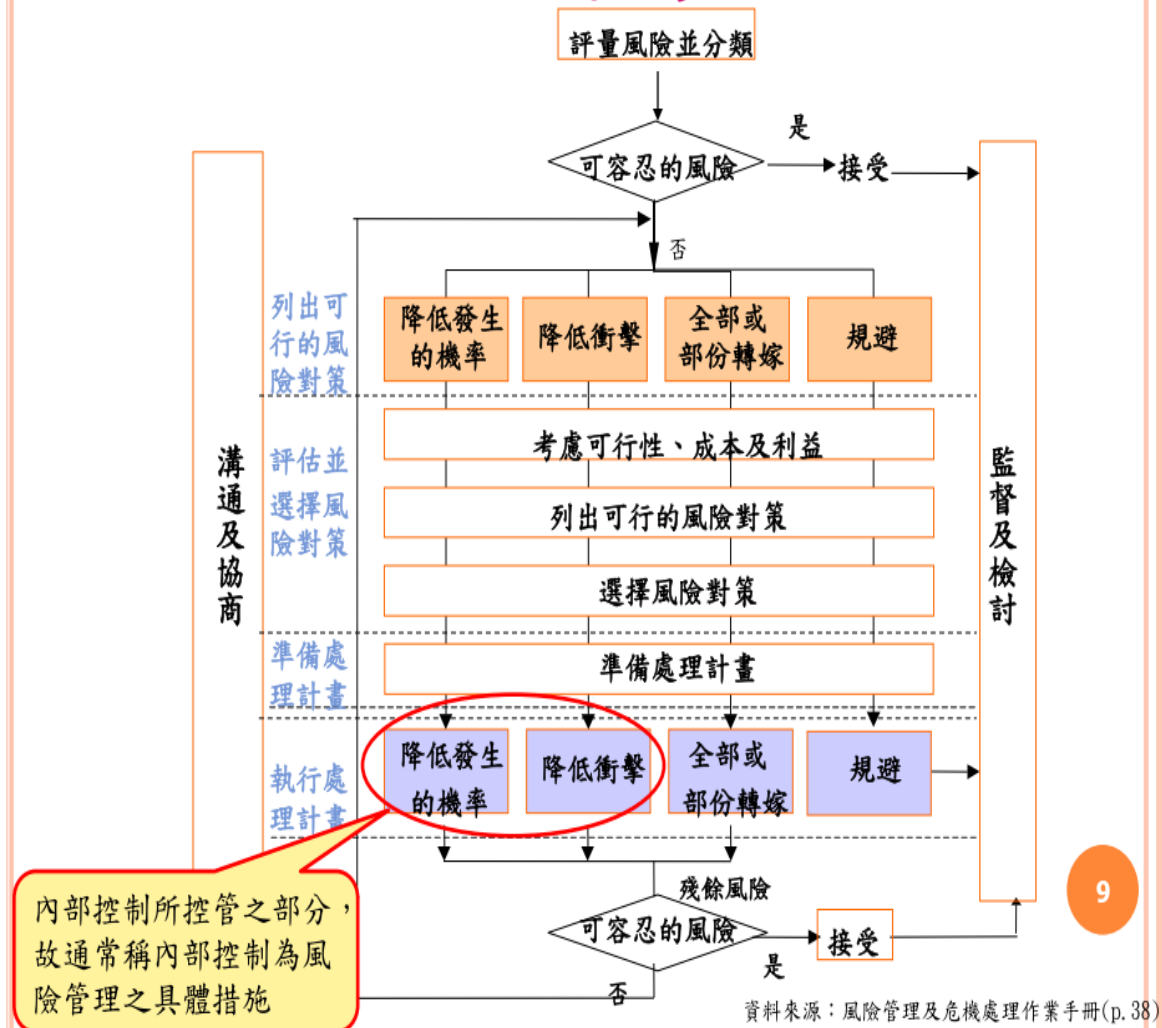 評量風險並分類
可容忍的風險
是
接受
否
溝通及協商
監督及檢討
列出可
行的風
險對策
降低發生
的機率
降低衝擊
全部或
部份轉嫁
規避
評估並
選擇風
險對策
考慮可行性、成本及利益
列出可行的風險對策
選擇風險對策
準備處
理計畫
準備處理計畫
執行處
理計畫
降低發生
的機率
降低衝擊
全部或
部份轉嫁
規避
殘餘風險
可容忍的風險
是
接受
否
內部控制所控管之部分，
故通常稱內部控制為風
險管理之具體措施
9
資料來源：風險管理及危機處理作業手冊(p.38)